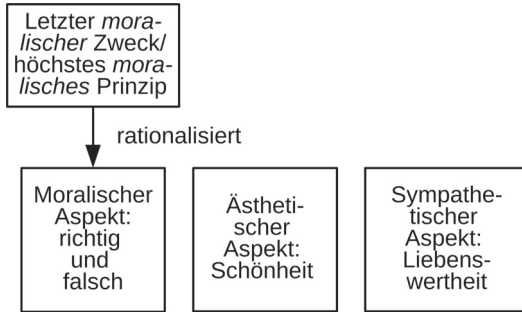 Letzter mora-
lischer Zweck/
höchstes mora-
lisches Prinzip
rationalisiert
Moralischer
Aspekt:
richtig
und
falsch
Ästheti-
scher
Aspekt:
Schönheit
Sympathe-
tischer
Aspekt:
Liebens-
wertheit